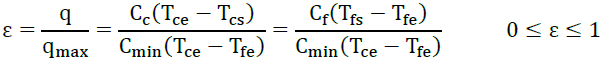 ε = q/q_max = C_c(T_ce − T_cs)/C_min(T_ce − T_fe) = C_f(T_fs − T_fe)/C_min(T_ce − T_fe)    0 ≤ ε ≤ 1